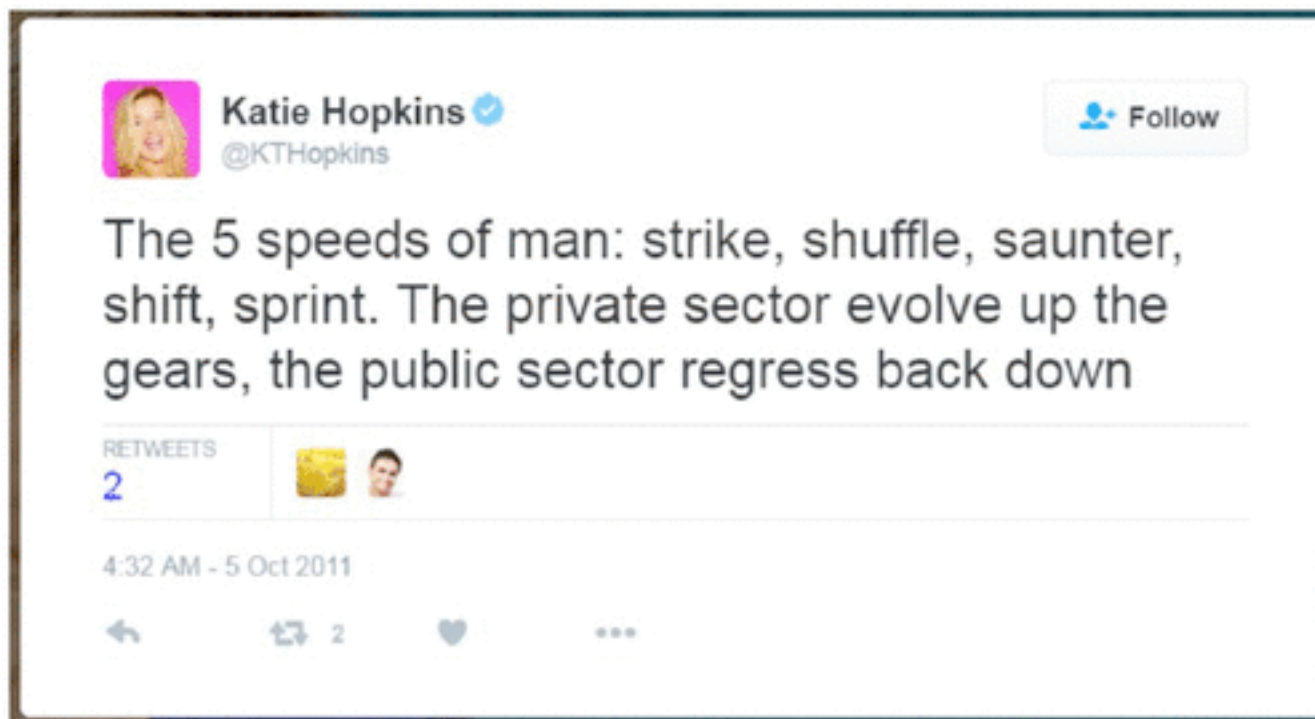 Katie Hopkins
@KTHopkins
Follow
The 5 speeds of man: strike, shuffle, saunter,
shift, sprint. The private sector evolve up the
gears, the public sector regress back down
RETWEETS
2
4:32 AM - 5 Oct 2011
2